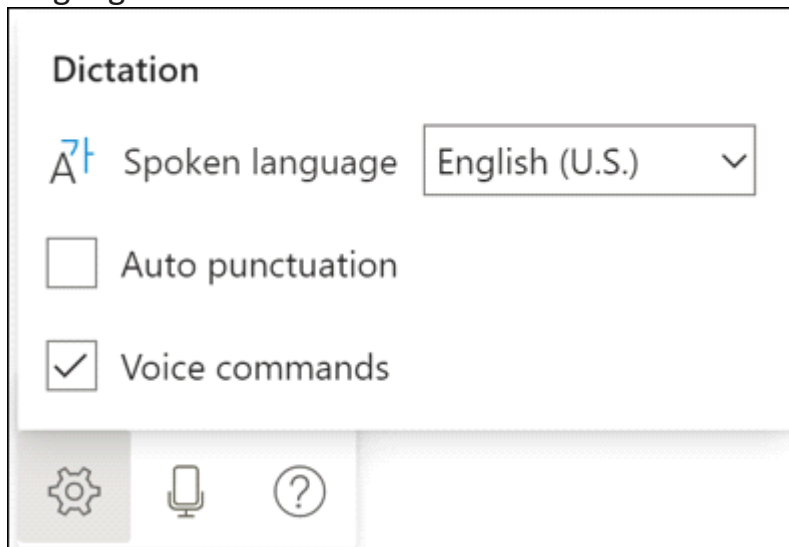 Dictation
Spoken language English (U.S.)
Auto punctuation
Voice commands